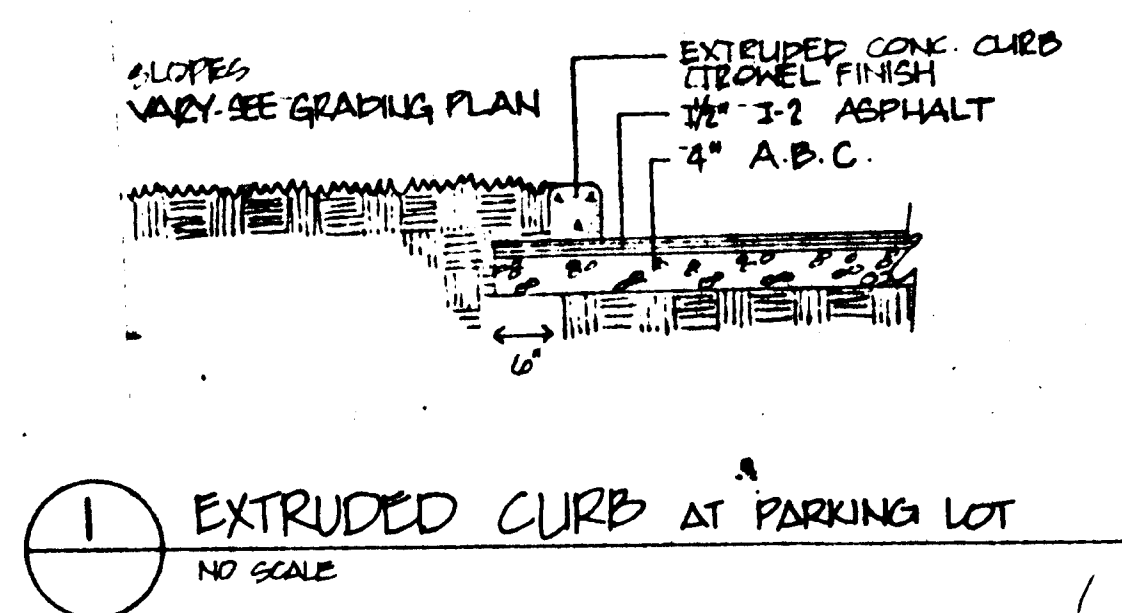 SLOPES
VARY-SEE GRADING PLAN
EXTRUDED CONC. CURB
TROWEL FINISH
1½" I-2 ASPHALT
4" A.B.C.
6"
1
EXTRUDED CURB AT PARKING LOT
NO SCALE